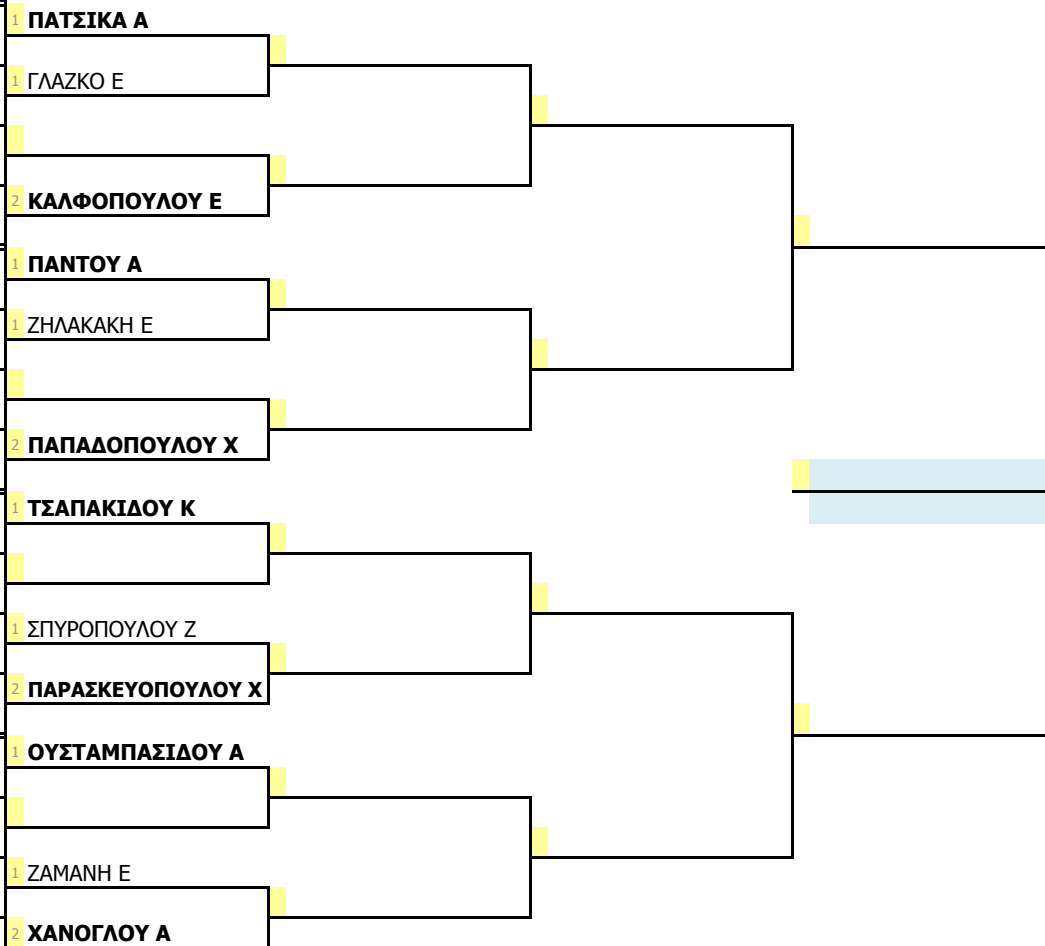 1 ΠΑΤΣΙΚΑ Α
1 ΓΛΑΖΚΟ Ε
2 ΚΑΛΦΟΠΟΥΛΟΥ Ε
1 ΠΑΝΤΟΥ Α
1 ΖΗΛΑΚΑΚΗ Ε
2 ΠΑΠΑΔΟΠΟΥΛΟΥ Χ
1 ΤΣΑΠΑΚΙΔΟΥ Κ
1 ΣΠΥΡΟΠΟΥΛΟΥ Ζ
2 ΠΑΡΑΣΚΕΥΟΠΟΥΛΟΥ Χ
1 ΟΥΣΤΑΜΠΑΣΙΔΟΥ Α
1 ΖΑΜΑΝΗ Ε
2 ΧΑΝΟΓΛΟΥ Α